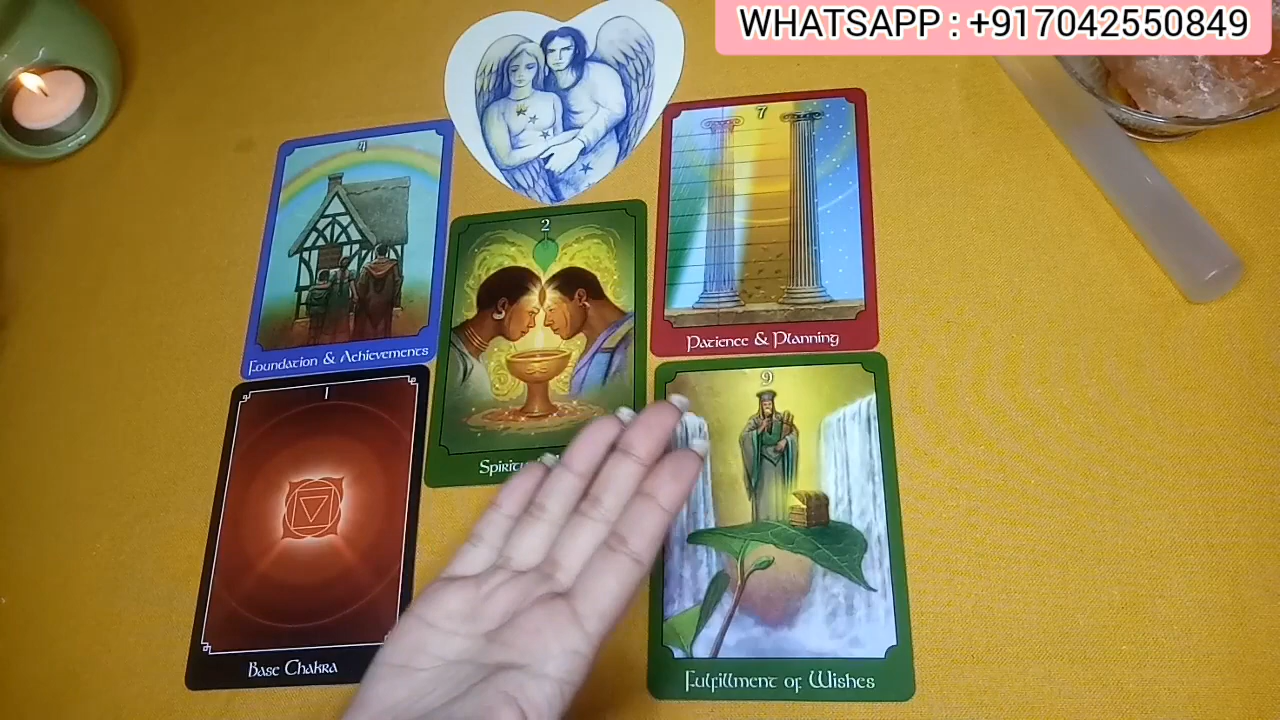 WHATSAPP : +917042550849
4
7
Foundation & Achievements
2
Patience & Planning
1
9
Base Chakra
Fulfillment of Wishes